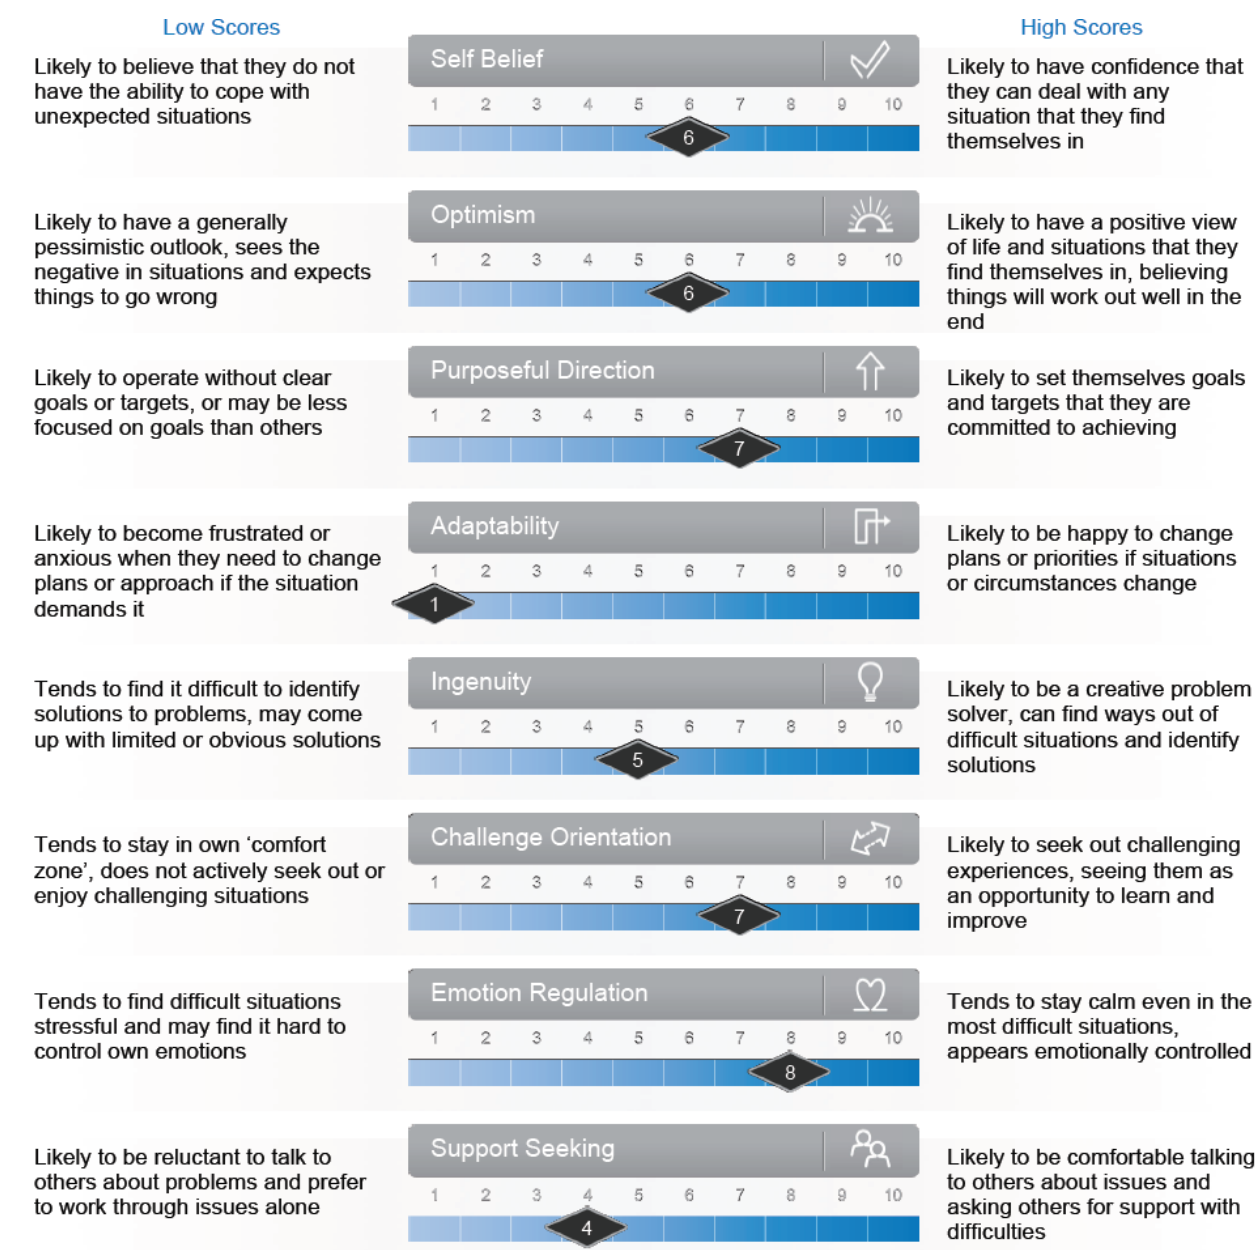 Low Scores
High Scores
Likely to believe that they do not
have the ability to cope with
unexpected situations
Self Belief
1 2 3 4 5 6 7 8 9 10
6
Likely to have confidence that
they can deal with any
situation that they find
themselves in
Likely to have a generally
pessimistic outlook, sees the
negative in situations and expects
things to go wrong
Optimism
1 2 3 4 5 6 7 8 9 10
6
Likely to have a positive view
of life and situations that they
find themselves in, believing
things will work out well in the
end
Likely to operate without clear
goals or targets, or may be less
focused on goals than others
Purposeful Direction
1 2 3 4 5 6 7 8 9 10
7
Likely to set themselves goals
and targets that they are
committed to achieving
Likely to become frustrated or
anxious when they need to change
plans or approach if the situation
demands it
Adaptability
1 2 3 4 5 6 7 8 9 10
1
Likely to be happy to change
plans or priorities if situations
or circumstances change
Tends to find it difficult to identify
solutions to problems, may come
up with limited or obvious solutions
Ingenuity
1 2 3 4 5 6 7 8 9 10
5
Likely to be a creative problem
solver, can find ways out of
difficult situations and identify
solutions
Tends to stay in own ‘comfort
zone’, does not actively seek out or
enjoy challenging situations
Challenge Orientation
1 2 3 4 5 6 7 8 9 10
7
Likely to seek out challenging
experiences, seeing them as
an opportunity to learn and
improve
Tends to find difficult situations
stressful and may find it hard to
control own emotions
Emotion Regulation
1 2 3 4 5 6 7 8 9 10
8
Tends to stay calm even in the
most difficult situations,
appears emotionally controlled
Likely to be reluctant to talk to
others about problems and prefer
to work through issues alone
Support Seeking
1 2 3 4 5 6 7 8 9 10
4
Likely to be comfortable talking
to others about issues and
asking others for support with
difficulties